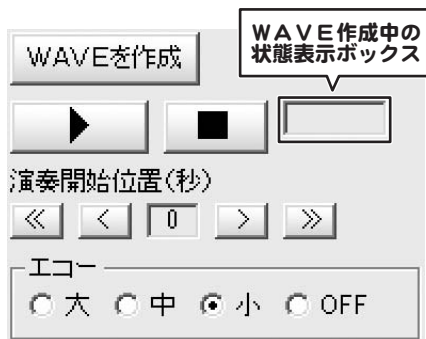 WAVEを作成
WAVE作成中の
状態表示ボックス
演奏開始位置(秒)
≪ < 0 > ≫
エコー
大 中 小 OFF